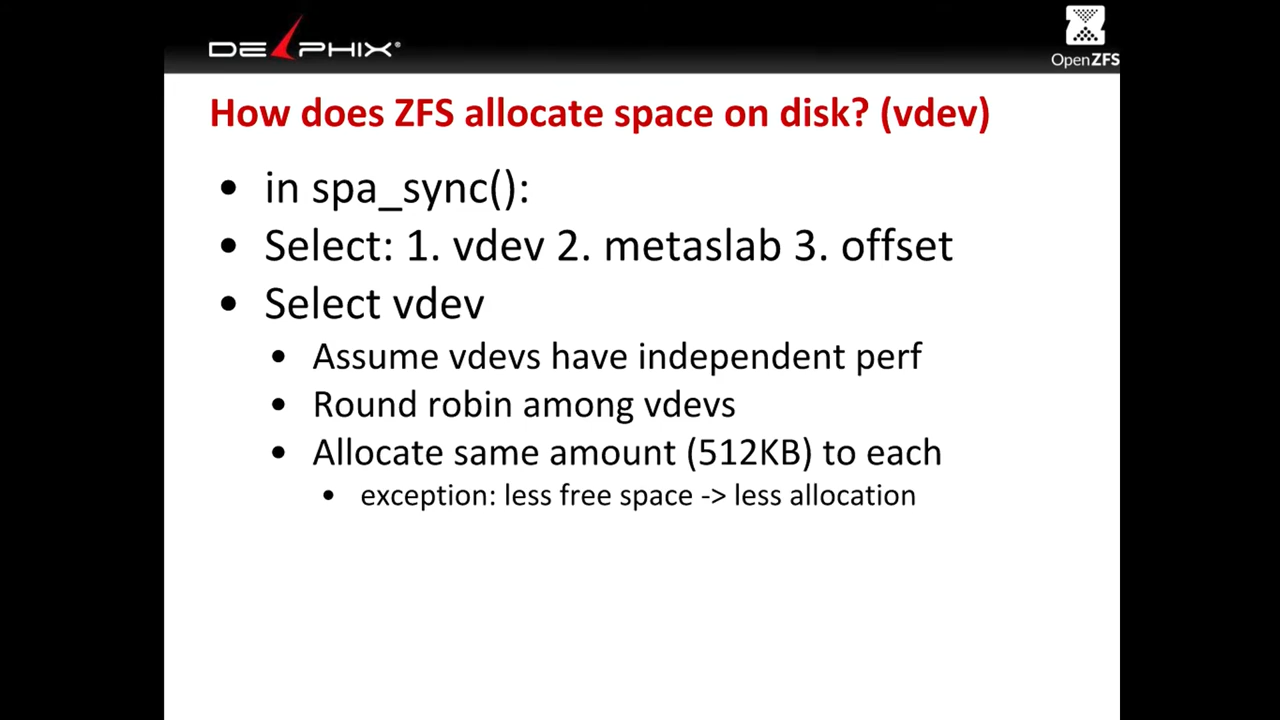 DELPHIX®
OpenZFS
How does ZFS allocate space on disk? (vdev)
• in spa_sync():
• Select: 1. vdev 2. metaslab 3. offset
• Select vdev
• Assume vdevs have independent perf
• Round robin among vdevs
• Allocate same amount (512KB) to each
• exception: less free space -> less allocation